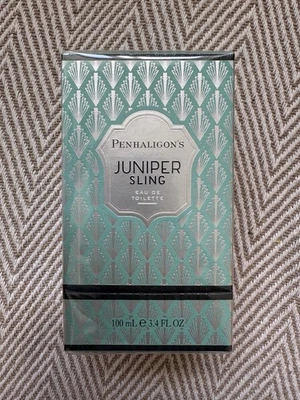 PENHALIGON'S
JUNIPER
SLING
EAU DE
TOILETTE
100 mL ℮ 3.4 FL OZ